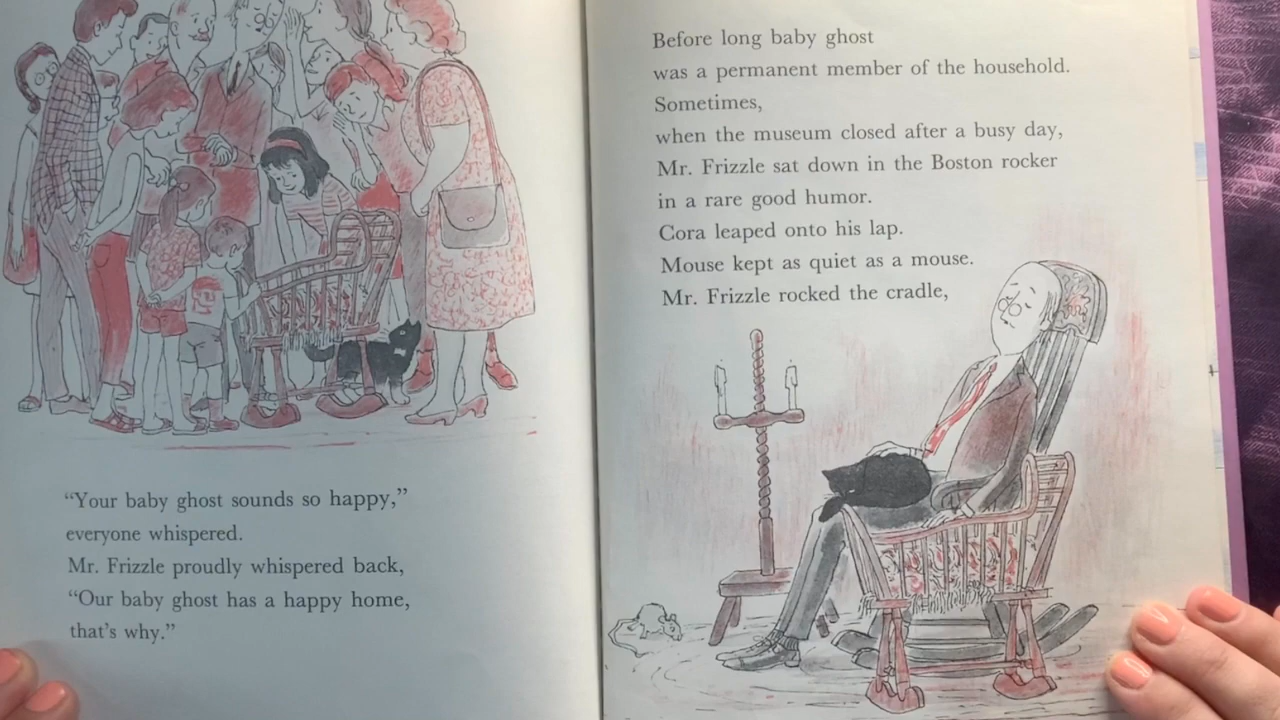 “Your baby ghost sounds so happy,”
everyone whispered.
Mr. Frizzle proudly whispered back,
“Our baby ghost has a happy home,
that’s why.”
Before long baby ghost
was a permanent member of the household.
Sometimes,
when the museum closed after a busy day,
Mr. Frizzle sat down in the Boston rocker
in a rare good humor.
Cora leaped onto his lap.
Mouse kept as quiet as a mouse.
Mr. Frizzle rocked the cradle,